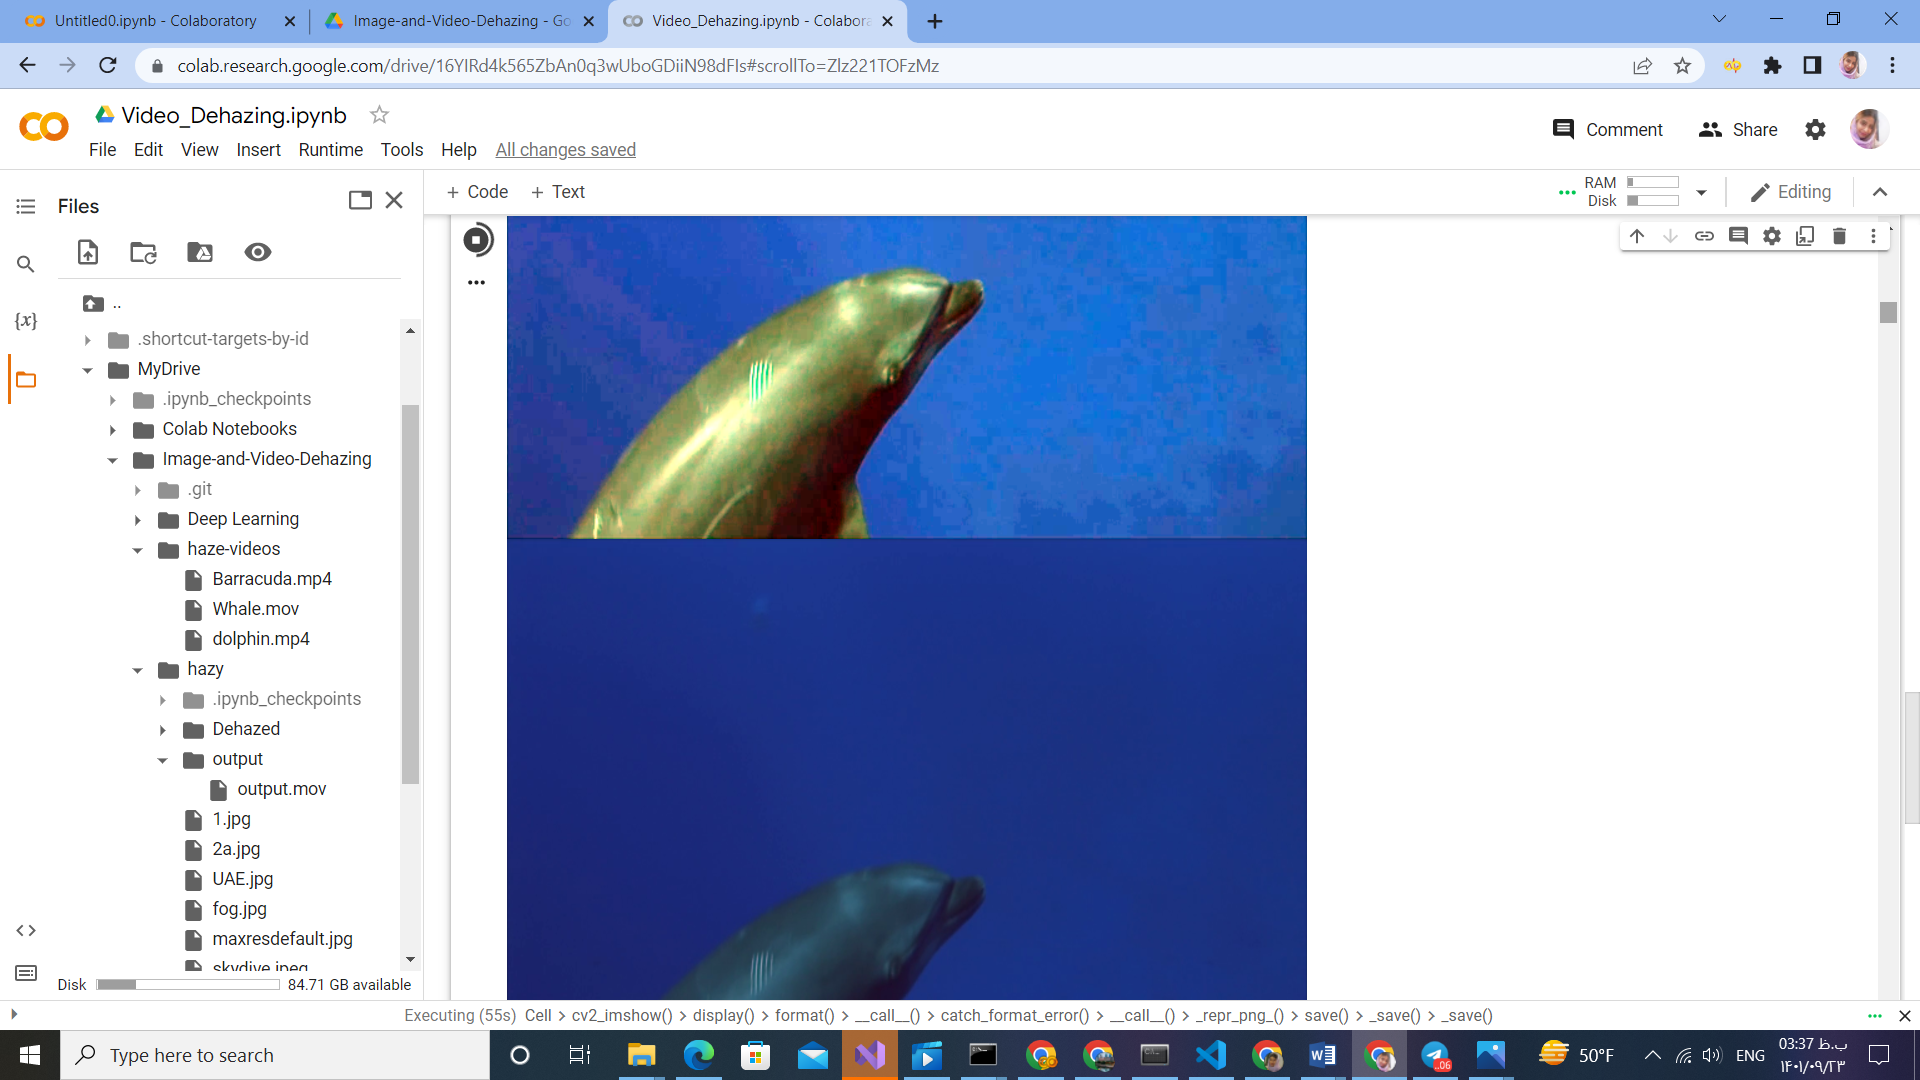 Untitled0.ipynb - Colaboratory
Image-and-Video-Dehazing - Go
Video_Dehazing.ipynb - Colabora
colab.research.google.com/drive/16YIRd4k565ZbAn0q3wUboGDiiN98dFIs#scrollTo=Zlz221TOFzMz
Video_Dehazing.ipynb
Comment
Share
File Edit View Insert Runtime Tools Help All changes saved
Files
+ Code + Text
RAM
Disk
Editing
{x}
..
.shortcut-targets-by-id
MyDrive
.ipynb_checkpoints
Colab Notebooks
Image-and-Video-Dehazing
.git
Deep Learning
haze-videos
Barracuda.mp4
Whale.mov
dolphin.mp4
hazy
.ipynb_checkpoints
Dehazed
output
output.mov
1.jpg
2a.jpg
UAE.jpg
fog.jpg
maxresdefault.jpg
skydive.jpeg
Disk 84.71 GB available
Executing (55s) Cell > cv2_imshow() > display() > format() > __call__() > catch_format_error() > __call__() > _repr_png_() > save() > _save() > _save()
Type here to search
..06
50°F
ENG
03:37 ب.ظ
۱۴۰۱/۰۹/۲۳